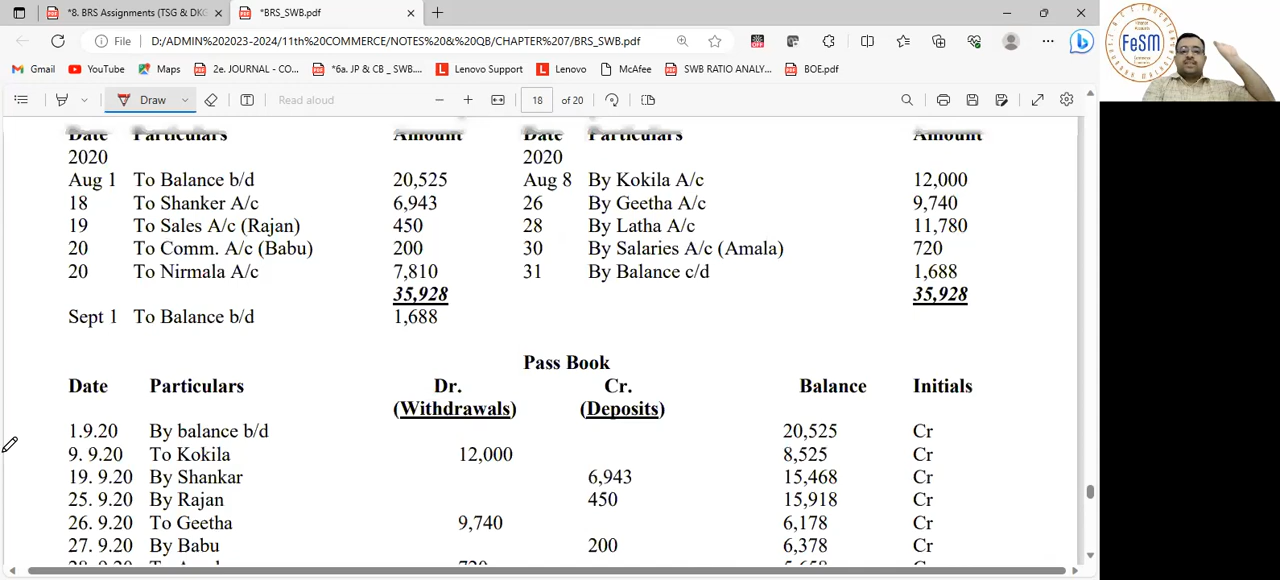 *8. BRS Assignments (TSG & DKG
*BRS_SWB.pdf
File D:/ADMIN%202023-2024/11th%20COMMERCE/NOTES%20&%20QB/CHAPTER%207/BRS_SWB.pdf
Gmail YouTube Maps 2e. JOURNAL - CO... *6a. JP & CB _ SWB.... Lenovo Support Lenovo McAfee SWB RATIO ANALY... BOE.pdf
Draw Read aloud 18 of 20
Date Particulars Amount Date Particulars Amount
2020 2020
Aug 1 To Balance b/d 20,525 Aug 8 By Kokila A/c 12,000
18 To Shanker A/c 6,943 26 By Geetha A/c 9,740
19 To Sales A/c (Rajan) 450 28 By Latha A/c 11,780
20 To Comm. A/c (Babu) 200 30 By Salaries A/c (Amala) 720
20 To Nirmala A/c 7,810 31 By Balance c/d 1,688
35,928 35,928
Sept 1 To Balance b/d 1,688
Pass Book
Date Particulars Dr. Cr. Balance Initials
(Withdrawals) (Deposits)
1.9.20 By balance b/d 20,525 Cr
9. 9.20 To Kokila 12,000 8,525 Cr
19. 9.20 By Shankar 6,943 15,468 Cr
25. 9.20 By Rajan 450 15,918 Cr
26. 9.20 To Geetha 9,740 6,178 Cr
27. 9.20 By Babu 200 6,378 Cr
FeSM